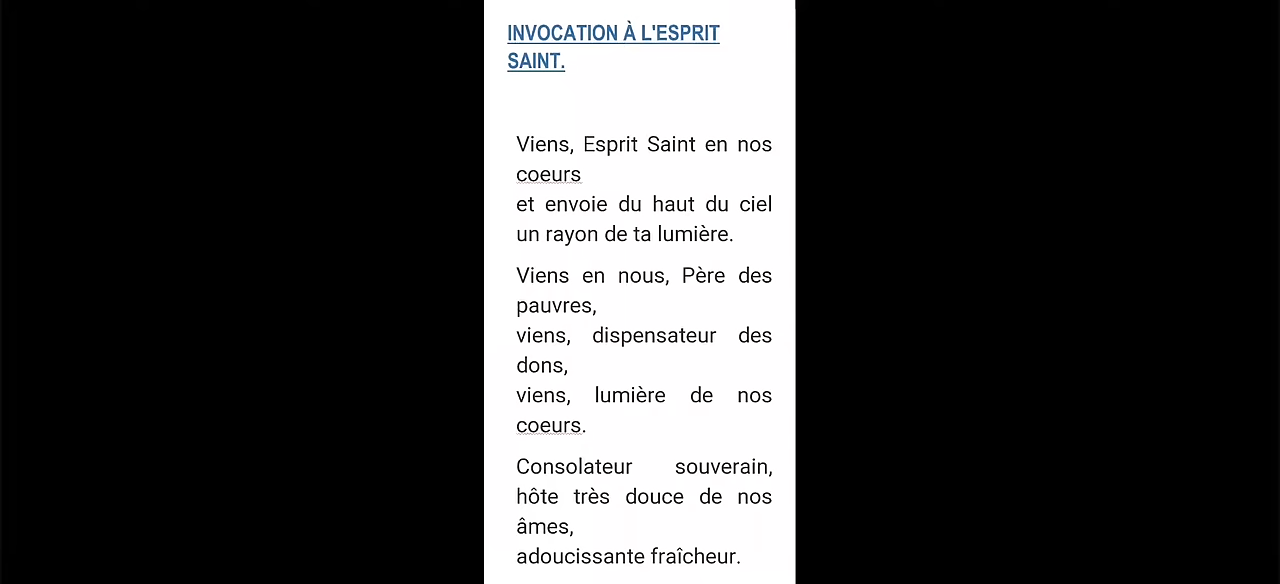 INVOCATION À L'ESPRIT
SAINT.
Viens, Esprit Saint en nos
coeurs
et envoie du haut du ciel
un rayon de ta lumière.
Viens en nous, Père des
pauvres,
viens, dispensateur des
dons,
viens, lumière de nos
coeurs.
Consolateur souverain,
hôte très douce de nos
âmes,
adoucissante fraîcheur.